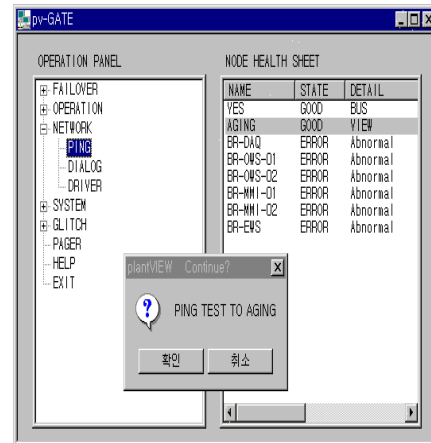 pv-GATE
OPERATION PANEL
FAILOVER
OPERATION
NETWORK
PING
DIALOG
DRIVER
SYSTEM
GLITCH
PAGER
HELP
EXIT
NODE HEALTH SHEET
NAME STATE DETAIL
YES GOOD BUS
AGING GOOD VIEW
BR-DAQ ERROR Abnormal
BR-OWS-01 ERROR Abnormal
BR-OWS-02 ERROR Abnormal
BR-MMI-01 ERROR Abnormal
BR-MMI-02 ERROR Abnormal
BR-EWS ERROR Abnormal
plantVIEW Continue?
PING TEST TO AGING
확인 취소